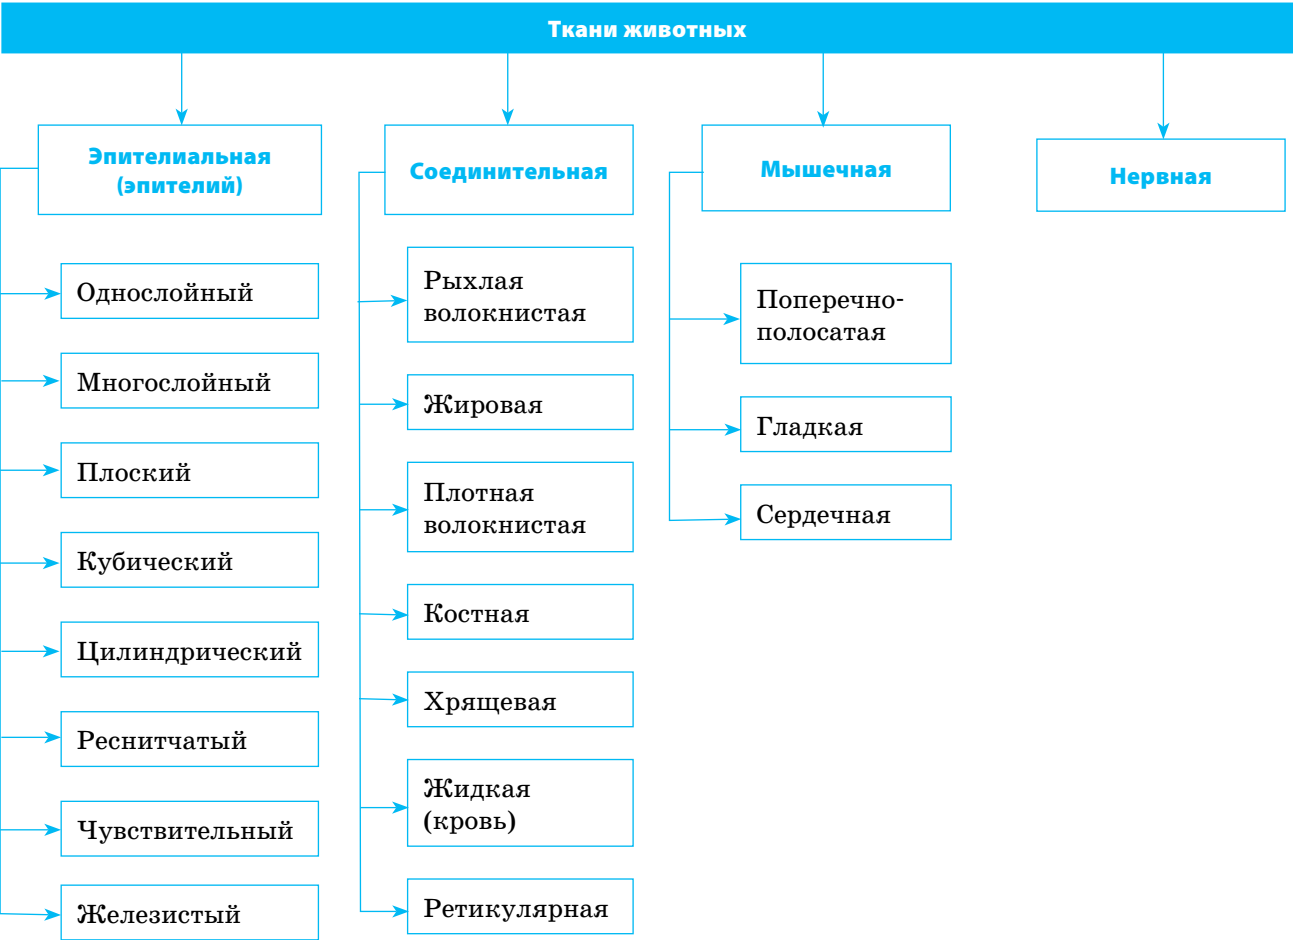 Ткани животных
Эпителиальная
(эпителий)
Однослойный
Многослойный
Плоский
Кубический
Цилиндрический
Реснитчатый
Чувствительный
Железистый
Соединительная
Рыхлая
волокнистая
Жировая
Плотная
волокнистая
Костная
Хрящевая
Жидкая
(кровь)
Ретикулярная
Мышечная
Поперечно-
полосатая
Гладкая
Сердечная
Нервная